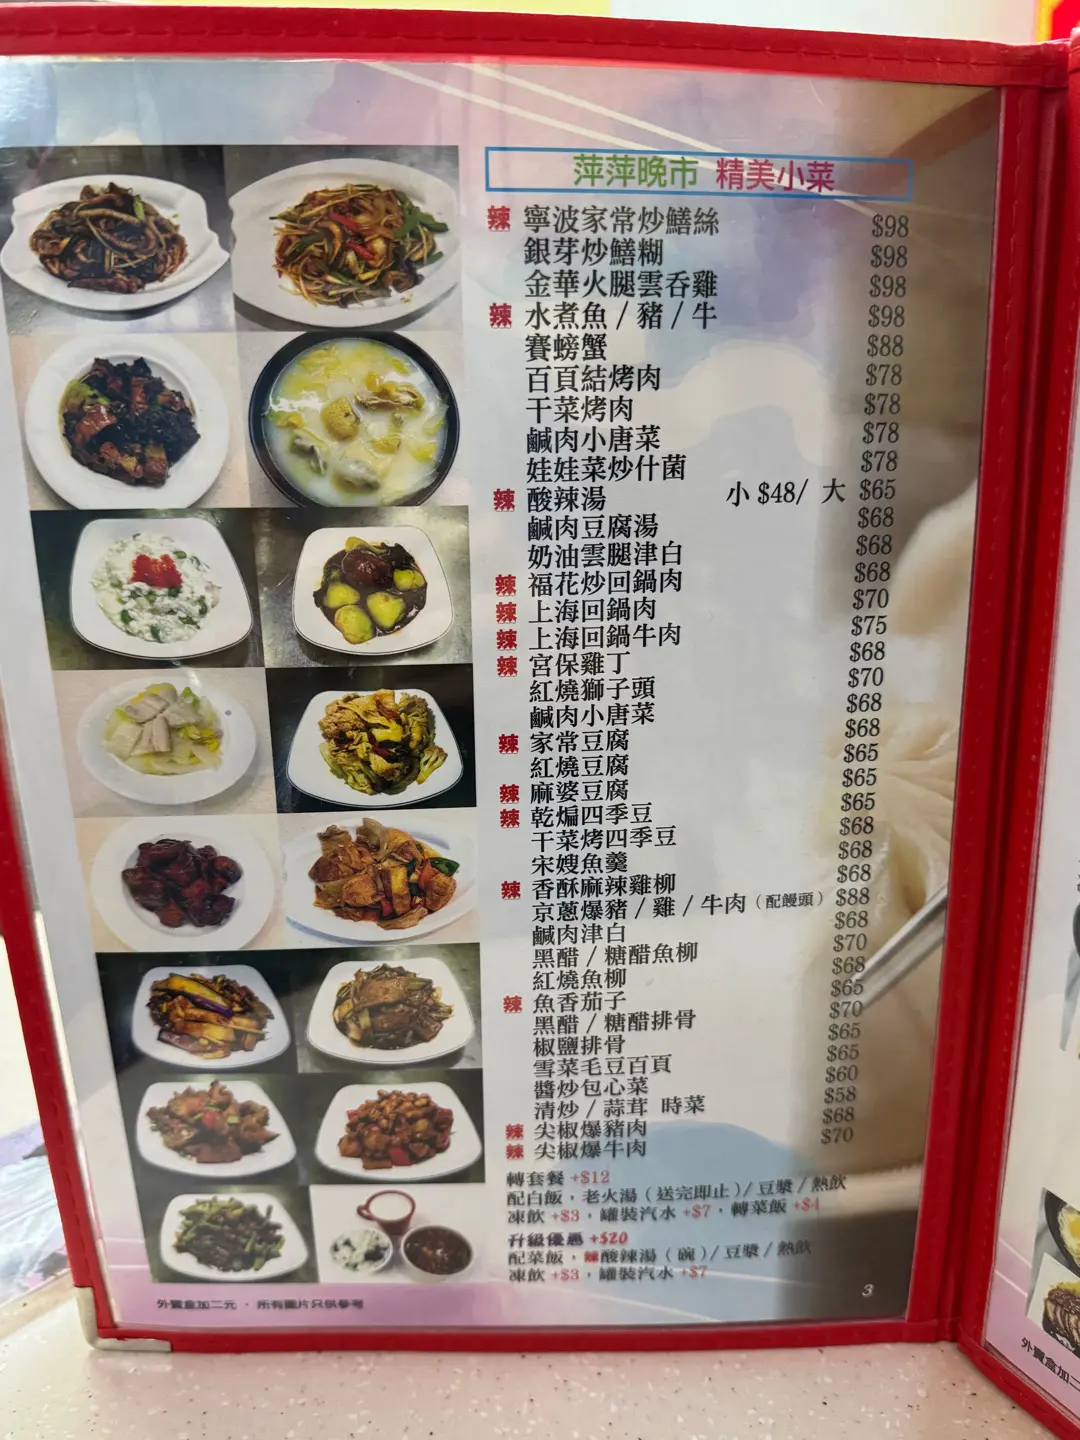 萍萍晚市 精美小菜
辣 寧波家常炒鱔絲 $98
銀芽炒鱔糊 $98
金華火腿雲吞雞 $98
辣 水煮魚 / 豬 / 牛 $98
賽螃蟹 $88
百頁結烤肉 $78
干菜烤肉 $78
鹹肉小唐菜 $78
娃娃菜炒什菌 $78
辣 酸辣湯 小 $48/ 大 $65
鹹肉豆腐湯 $68
奶油雲腿津白 $68
辣 福花炒回鍋肉 $68
辣 上海回鍋肉 $70
辣 上海回鍋牛肉 $75
辣 宮保雞丁 $68
紅燒獅子頭 $70
鹹肉小唐菜 $68
辣 家常豆腐 $68
紅燒豆腐 $65
辣 麻婆豆腐 $65
辣 乾煸四季豆 $65
干菜烤四季豆 $68
宋嫂魚羹 $68
辣 香酥麻辣雞柳 $68
京蔥爆豬 / 雞 / 牛肉（配饅頭） $88
鹹肉津白 $68
黑醋 / 糖醋魚柳 $70
紅燒魚柳 $68
辣 魚香茄子 $65
黑醋 / 糖醋排骨 $70
椒鹽排骨 $65
雪菜毛豆百頁 $65
醬炒包心菜 $60
清炒 / 蒜茸 時菜 $58
辣 尖椒爆豬肉 $68
辣 尖椒爆牛肉 $70
轉套餐 +$12
配白飯，老火湯（送完即止）/ 豆漿 / 熱飲
凍飲 +$3，罐裝汽水 +$7，轉菜飯 +$4
升級優惠 +$20
配菜飯，辣酸辣湯（碗）/ 豆漿 / 熱飲
凍飲 +$3，罐裝汽水 +$7
外賣盒加二元 · 所有圖片只供參考
3
外賣盒加二